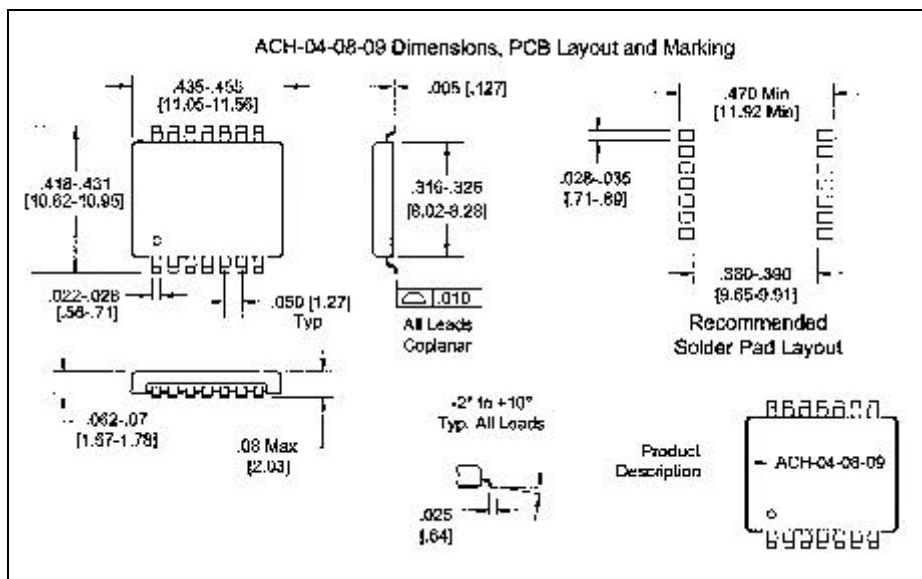 ACH-04-08-09 Dimensions, PCB Layout and Marking
.435-.455
[11.05-11.56]
.005 [.127]
.470 Min
[11.92 Min]
.418-.431
[10.62-10.95]
.316-.326
[8.02-8.28]
.028-.035
[.71-.89]
.022-.028
[.56-.71]
.050 [1.27]
Typ
.010
All Leads
Coplanar
.380-.390
[9.65-9.91]
Recommended
Solder Pad Layout
.062-.07
[1.57-1.78]
.08 Max
[2.03]
-2° to +10°
Typ. All Leads
.025
[.64]
Product
Description
ACH-04-08-09